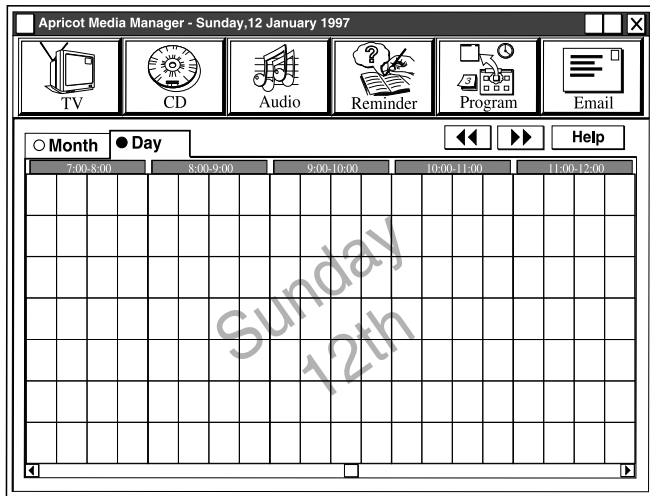 Apricot Media Manager - Sunday,12 January 1997
X
TV CD Audio Reminder Program Email
? 3
Month Day Help
7:00-8:00 8:00-9:00 9:00-10:00 10:00-11:00 11:00-12:00
Sunday
12th